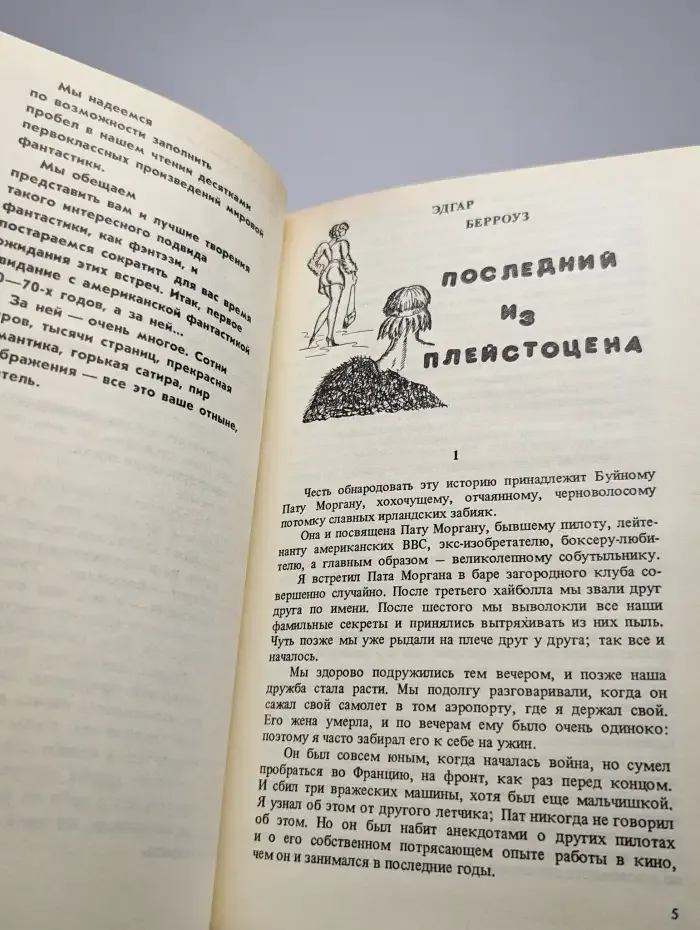 Мы надеемся
по возможности заполнить
пробел в нашем чтении десятками
первоклассных произведений мировой
фантастики.
Мы обещаем
представить вам и лучшие творения
такого интересного подвида
фантастики, как фэнтэзи, и
постараемся сократить для вас время
ожидания этих встреч. Итак, первое
видание с американской фантастикой
0—70-х годов, а за ней...
За ней — очень многое. Сотни
ров, тысячи страниц, прекрасная
мантика, горькая сатира, пир
бражения — все это ваше отныне,
тель.
ЭДГАР
БЕРРОУЗ
ПОСЛЕДНИЙ
ИЗ
ПЛЕЙСТОЦЕНА
1
Честь обнародовать эту историю принадлежит Буйному
Пату Моргану, хохочущему, отчаянному, черноволосому
потомку славных ирландских забияк.
Она и посвящена Пату Моргану, бывшему пилоту, лейте-
нанту американских ВВС, экс-изобретателю, боксеру-люби-
телю, а главным образом — великолепному собутыльнику.
Я встретил Пата Моргана в баре загородного клуба со-
вершенно случайно. После третьего хайболла мы звали друг
друга по имени. После шестого мы выволокли все наши
фамильные секреты и принялись вытряхивать из них пыль.
Чуть позже мы уже рыдали на плече друг у друга; так все и
началось.
Мы здорово подружились тем вечером, и позже наша
дружба стала расти. Мы подолгу разговаривали, когда он
сажал свой самолет в том аэропорту, где я держал свой.
Его жена умерла, и по вечерам ему было очень одиноко:
поэтому я часто забирал его к себе на ужин.
Он был совсем юным, когда началась война, но сумел
пробраться во Францию, на фронт, как раз перед концом.
И сбил три вражеских машины, хотя был еще мальчишкой.
Я узнал об этом от другого летчика; Пат никогда не говорил
об этом. Но он был набит анекдотами о других пилотах
и о его собственном потрясающем опыте работы в кино,
чем он и занимался в последние годы.
5